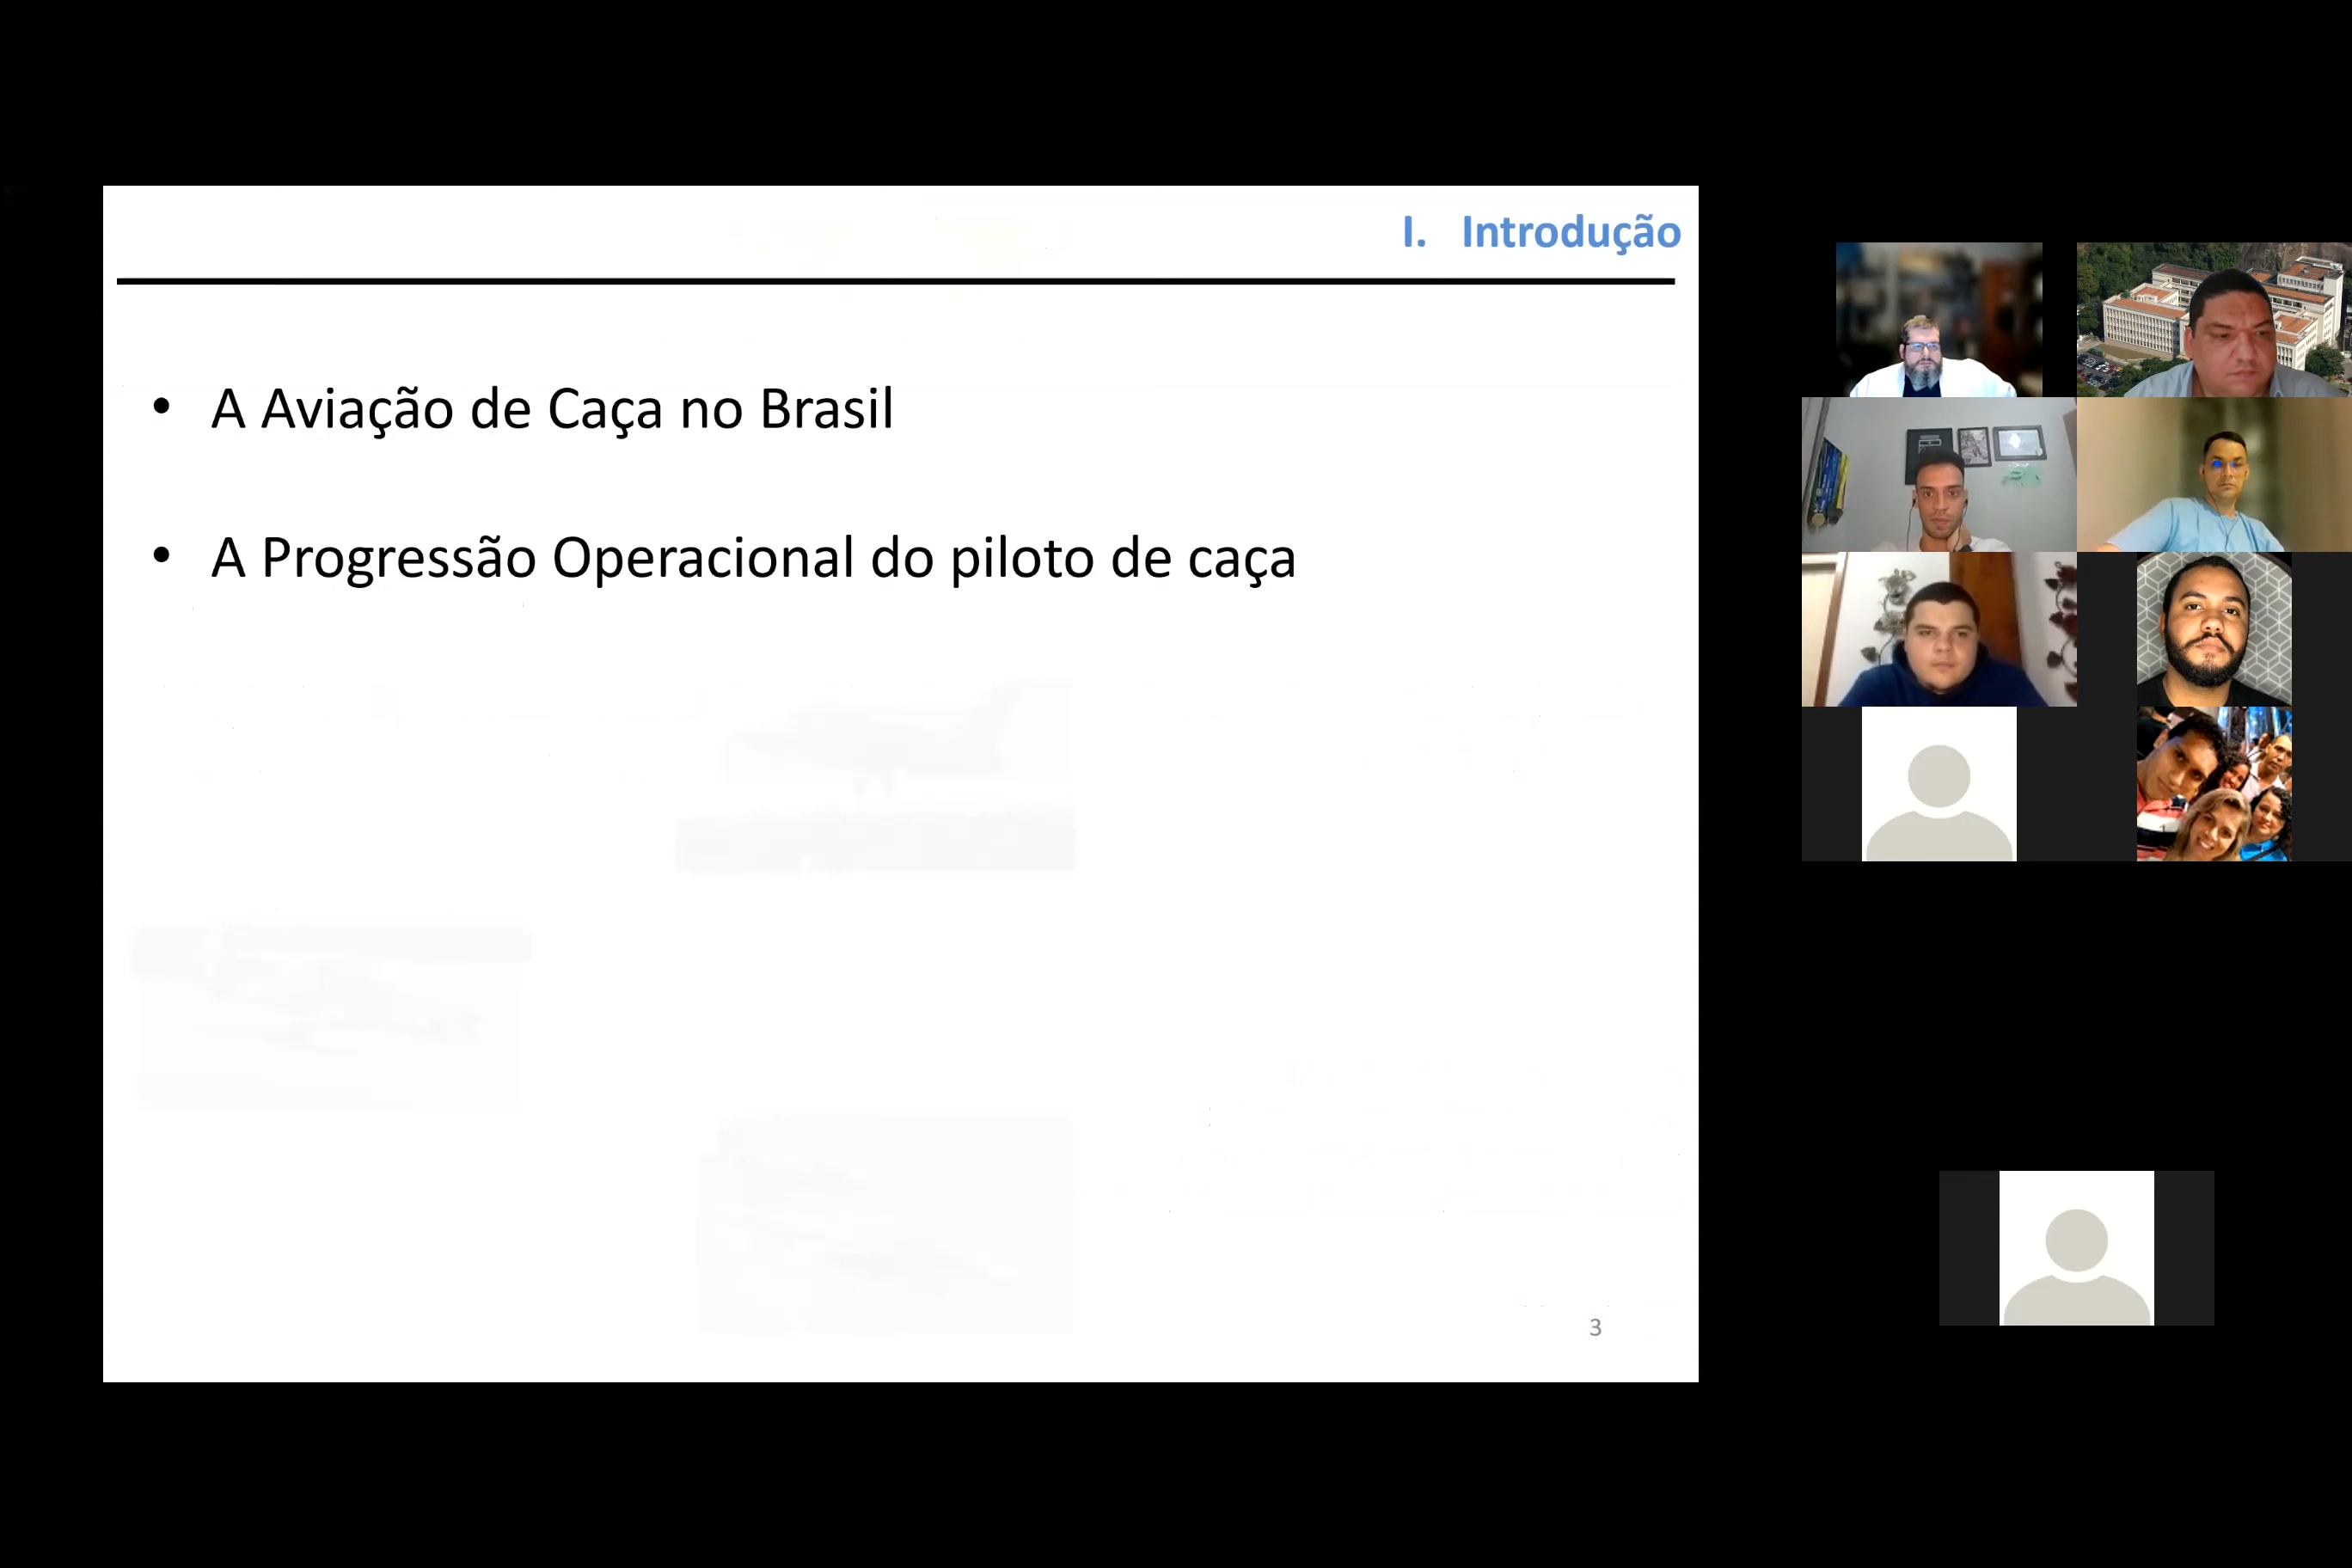 I. Introdução
• A Aviação de Caça no Brasil
• A Progressão Operacional do piloto de caça
3